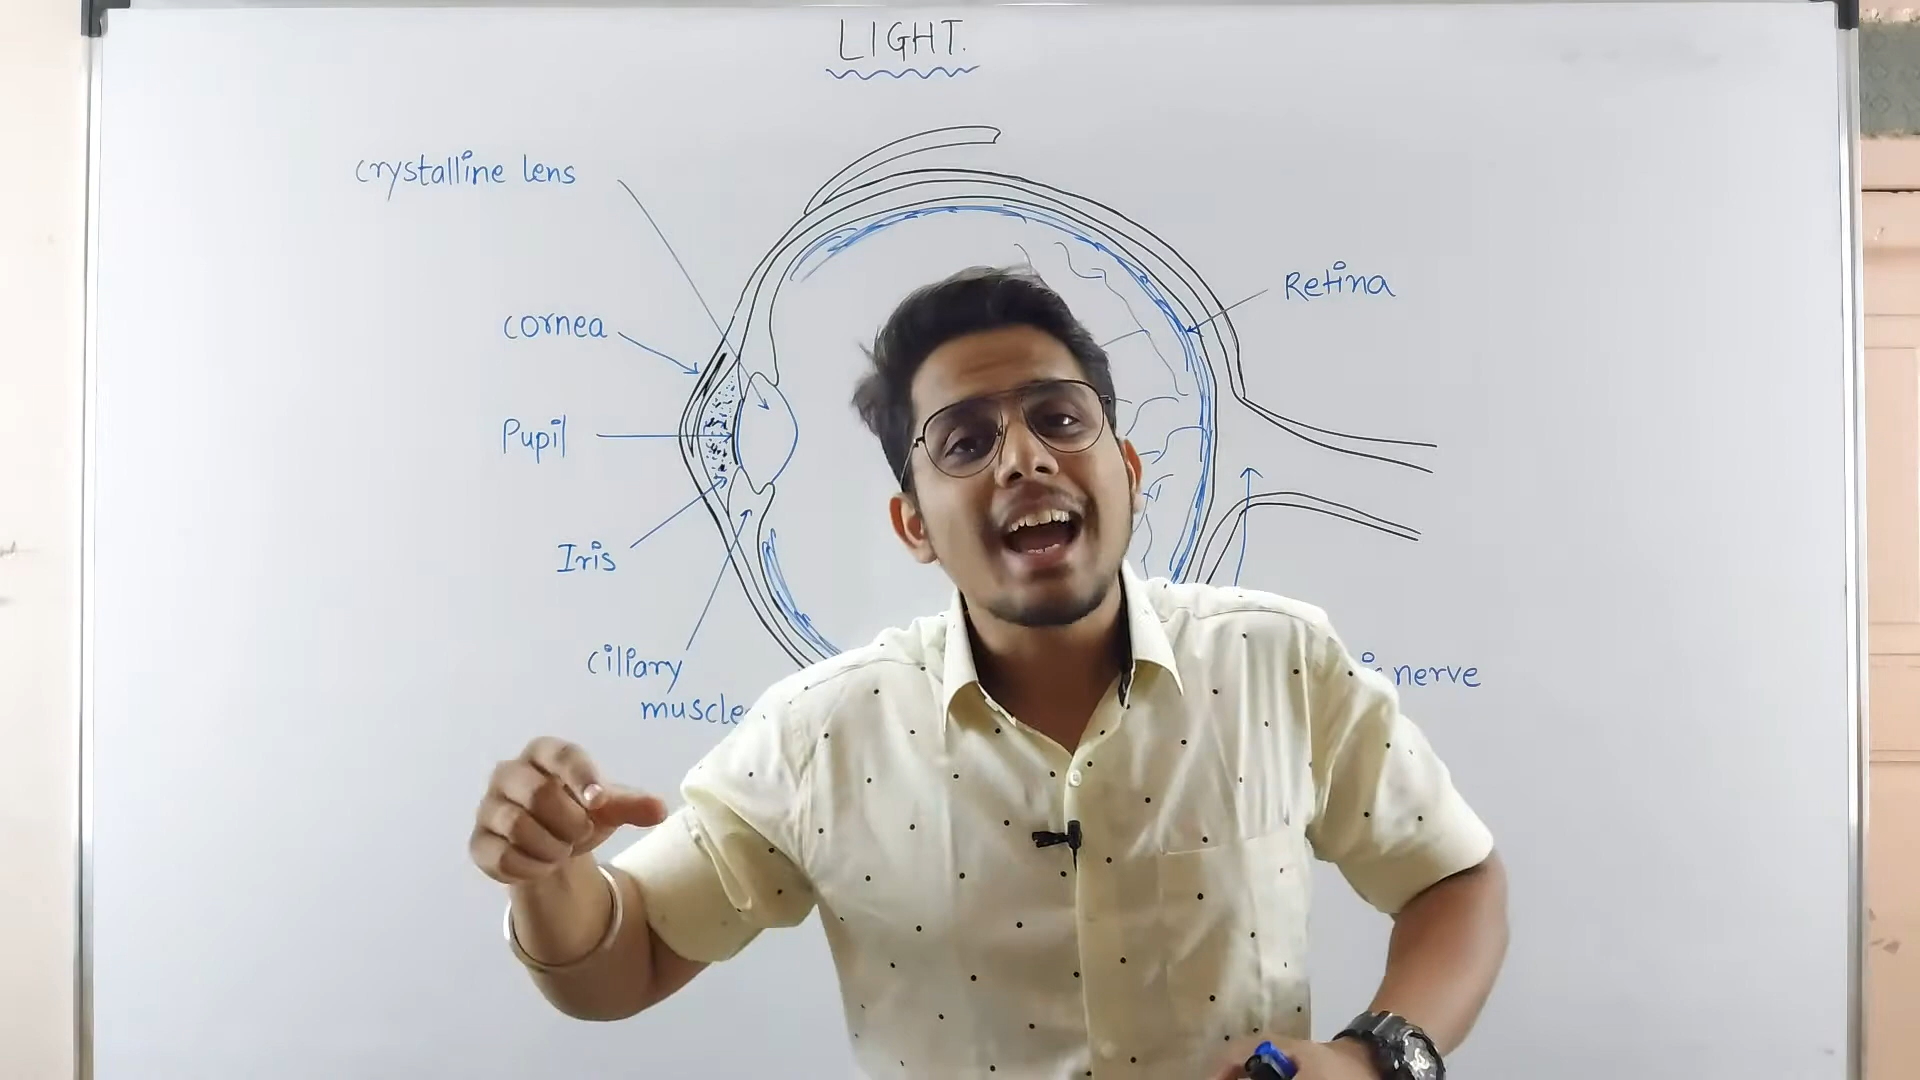 LIGHT.
crystalline lens
cornea
Retina
Pupil
Iris
ciliary
muscle
nerve